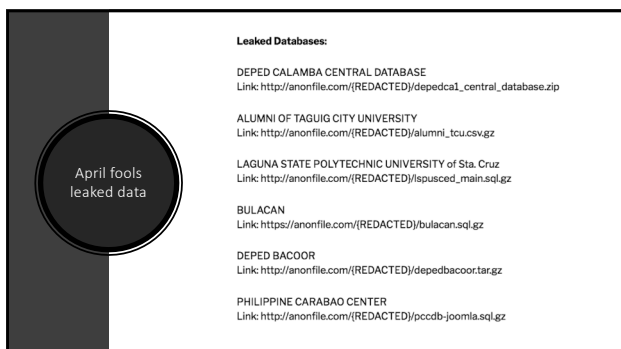 April fools
leaked data
Leaked Databases:
DEPED CALAMBA CENTRAL DATABASE
Link: http://anonfile.com/{REDACTED}/depedca1_central_database.zip
ALUMNI OF TAGUIG CITY UNIVERSITY
Link: http://anonfile.com/{REDACTED}/alumni_tcu.csv.gz
LAGUNA STATE POLYTECHNIC UNIVERSITY of Sta. Cruz
Link: http://anonfile.com/{REDACTED}/lspusced_main.sql.gz
BULACAN
Link: https://anonfile.com/{REDACTED}/bulacan.sql.gz
DEPED BACOOR
Link: http://anonfile.com/{REDACTED}/depedbacoor.tar.gz
PHILIPPINE CARABAO CENTER
Link: http://anonfile.com/{REDACTED}/pccdb-joomla.sql.gz